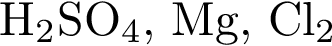 H₂SO₄, Mg, Cl₂